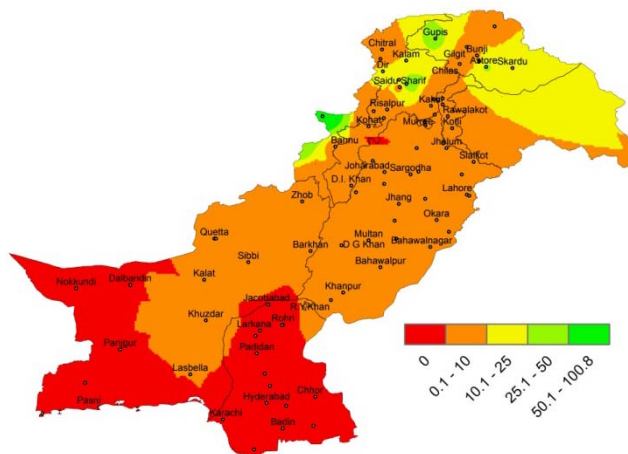 Gupis
Chitral
Kalam
Bunji
Gilgit
Dir
Astore
Skardu
Chilas
Saidu Sharif
Risalpur
Rawalakot
Kohat
Kotli
Bannu
Jhelum
Sialkot
Joharabad
Sargodha
D.I. Khan
Zhob
Jhang
Lahore
Okara
Quetta
Multan
Barkhan
D G Khan
Bahawalnagar
Sibbi
Bahawalpur
Kalat
Dalbandin
Nokkundi
Khanpur
Jacobabad
R.Y.Khan
Khuzdar
Larkana
Rohri
Panjgur
Padidan
Lasbella
Pasni
Hyderabad
Chhor
Karachi
Badin
0
0.1 - 10
10.1 - 25
25.1 - 50
50.1 - 100.8